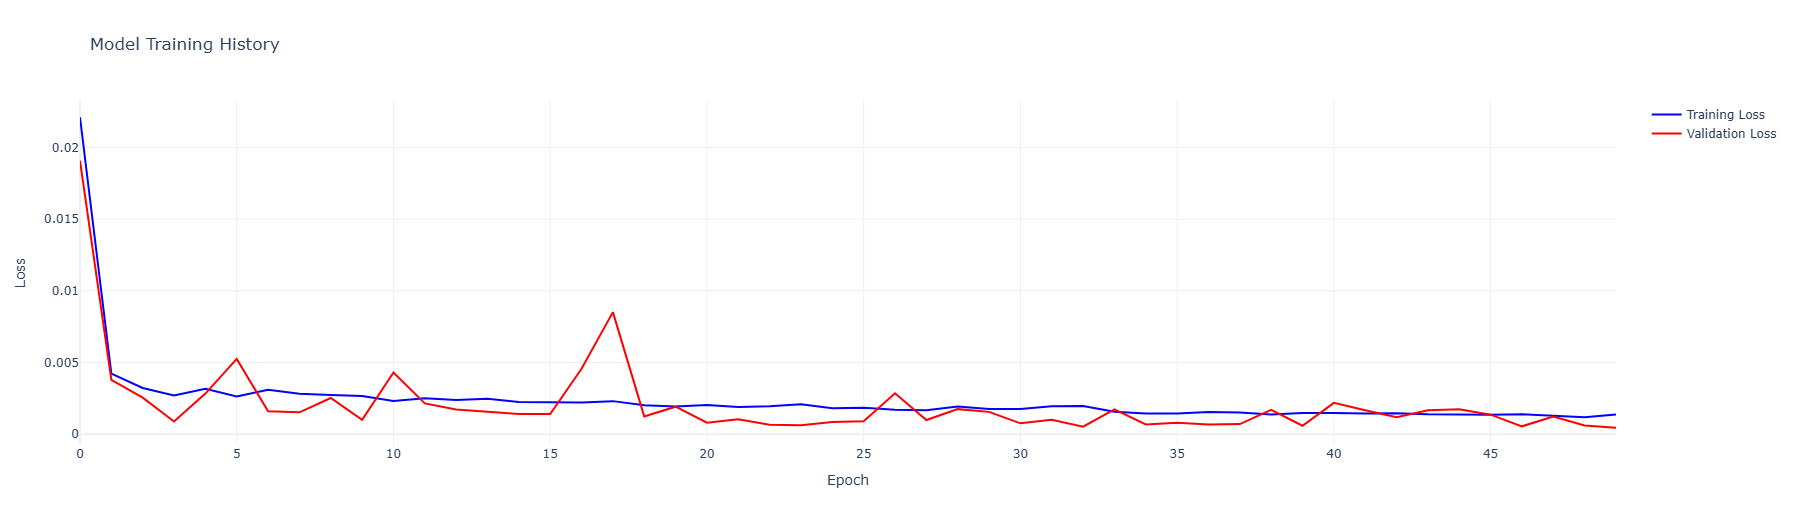 Model Training History
Training Loss
Validation Loss
0.02
0.015
0.01
0.005
0
Loss
0 5 10 15 20 25 30 35 40 45
Epoch